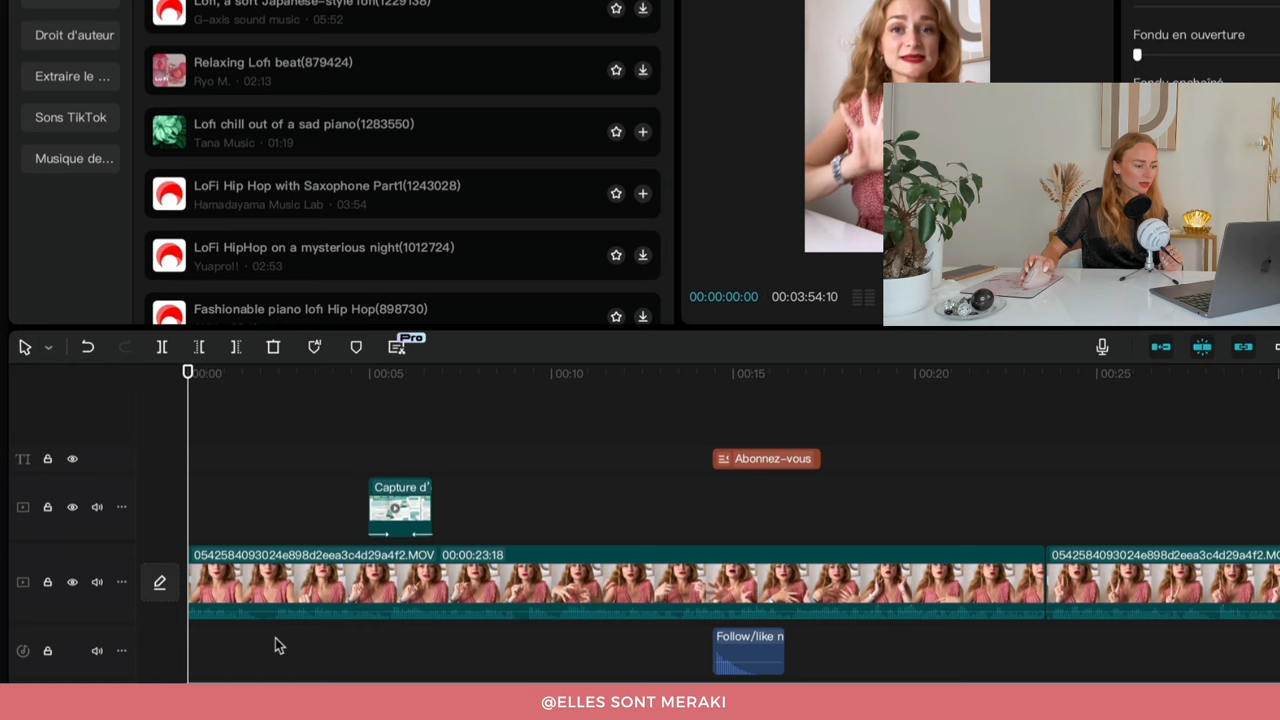 Lofi, a soft Japanese-style lofi(1229138)
G-axis sound music · 05:52
Droit d'auteur
Relaxing Lofi beat(879424)
Ryo M. · 02:13
Extraire le ...
Sons TikTok
Lofi chill out of a sad piano(1283550)
Tana Music · 01:19
Musique de...
LoFi Hip Hop with Saxophone Part1(1243028)
Hamadayama Music Lab · 03:54
LoFi HipHop on a mysterious night(1012724)
Yuapro!! · 02:53
Fashionable piano lofi Hip Hop(898730)
Fondu en ouverture
Fondu enchaîné
00:00:00:00 00:03:54:10
Pro
00:00 00:05 00:10 00:15 00:20 00:25
TI
Abonnez-vous
Capture d'
0542584093024e898d2eea3c4d29a4f2.MOV 00:00:23:18
0542584093024e898d2eea3c4d29a4f2.MO
Follow/like n
@ELLES SONT MERAKI